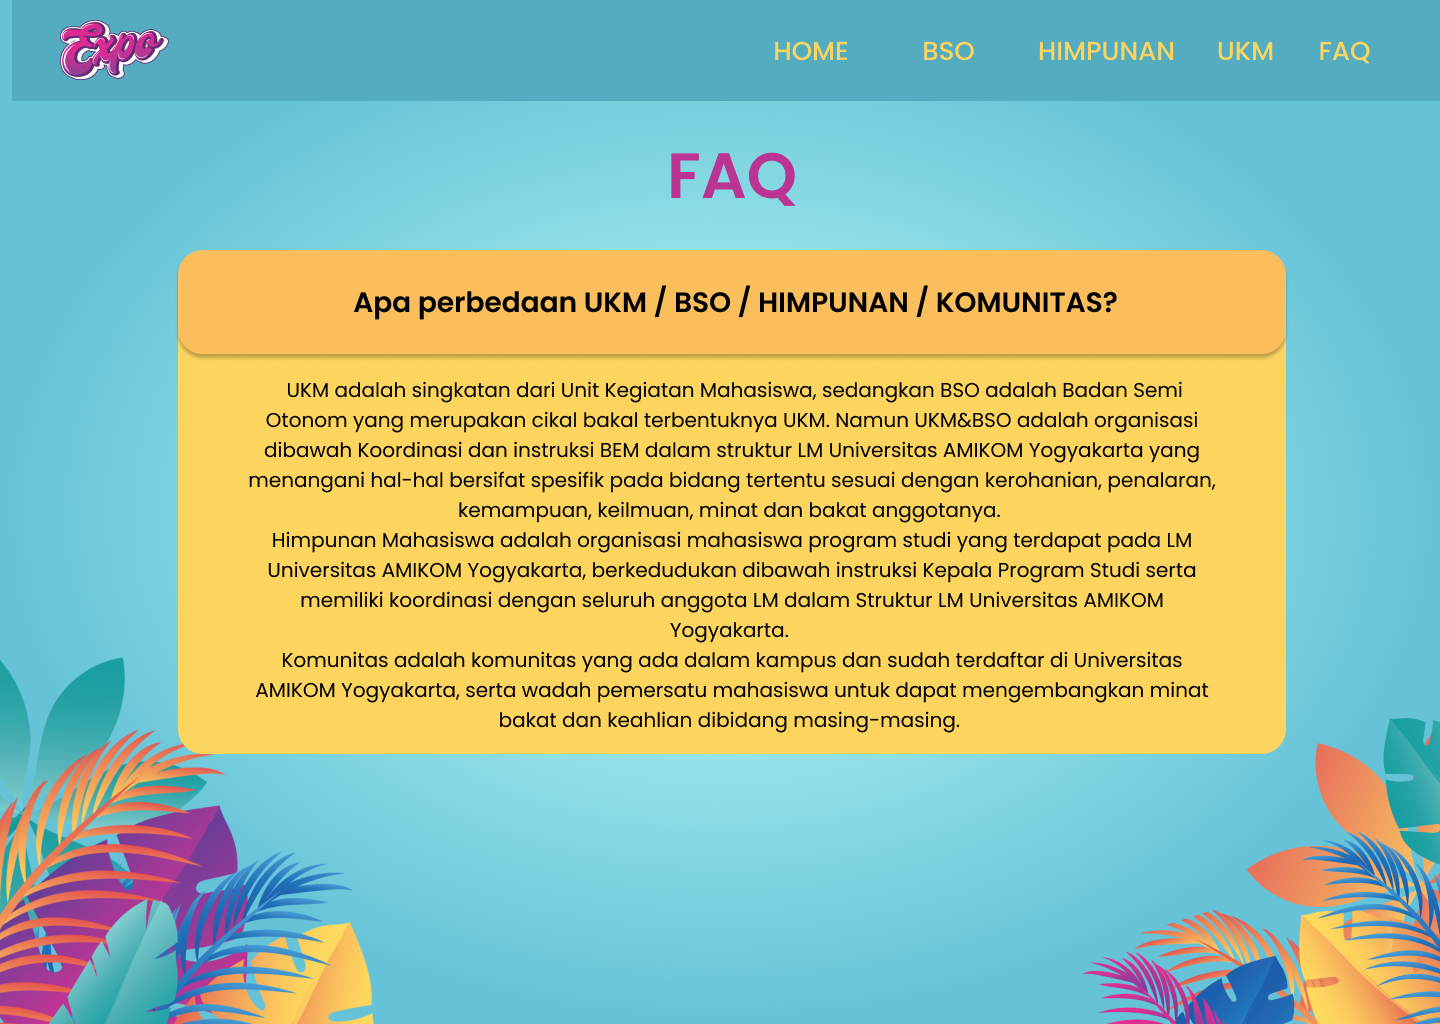 Expo
HOME BSO HIMPUNAN UKM FAQ
FAQ
Apa perbedaan UKM / BSO / HIMPUNAN / KOMUNITAS?
UKM adalah singkatan dari Unit Kegiatan Mahasiswa, sedangkan BSO adalah Badan Semi
Otonom yang merupakan cikal bakal terbentuknya UKM. Namun UKM&BSO adalah organisasi
dibawah Koordinasi dan instruksi BEM dalam struktur LM Universitas AMIKOM Yogyakarta yang
menangani hal-hal bersifat spesifik pada bidang tertentu sesuai dengan kerohanian, penalaran,
kemampuan, keilmuan, minat dan bakat anggotanya.
Himpunan Mahasiswa adalah organisasi mahasiswa program studi yang terdapat pada LM
Universitas AMIKOM Yogyakarta, berkedudukan dibawah instruksi Kepala Program Studi serta
memiliki koordinasi dengan seluruh anggota LM dalam Struktur LM Universitas AMIKOM
Yogyakarta.
Komunitas adalah komunitas yang ada dalam kampus dan sudah terdaftar di Universitas
AMIKOM Yogyakarta, serta wadah pemersatu mahasiswa untuk dapat mengembangkan minat
bakat dan keahlian dibidang masing-masing.